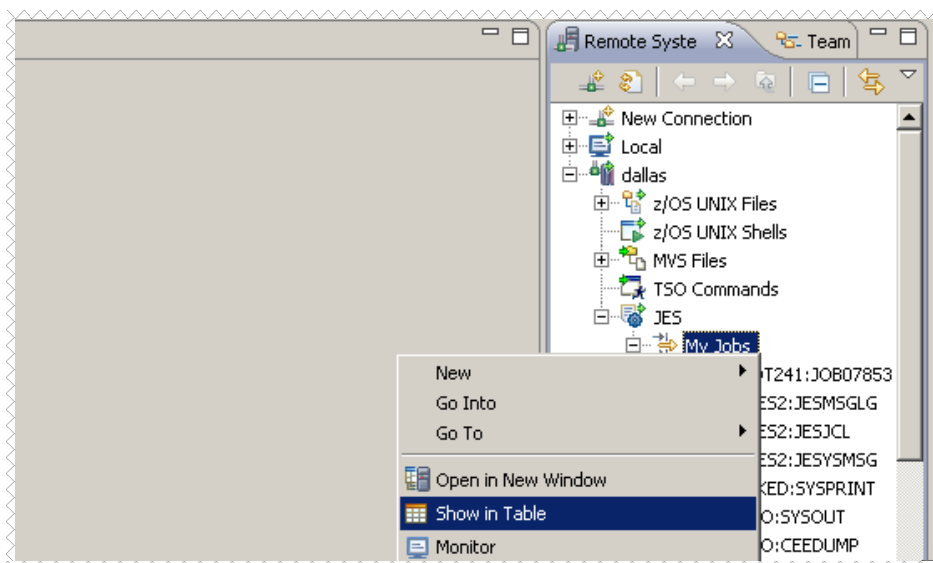 Remote Syste
Team
New Connection
Local
dallas
z/OS UNIX Files
z/OS UNIX Shells
MVS Files
TSO Commands
JES
My Jobs
New
T241:JOB07853
Go Into
ES2:JESMSGLG
Go To
ES2:JESJCL
ES2:JESYSMSG
Open in New Window
KED:SYSPRINT
Show in Table
O:SYSOUT
Monitor
O:CEEDUMP